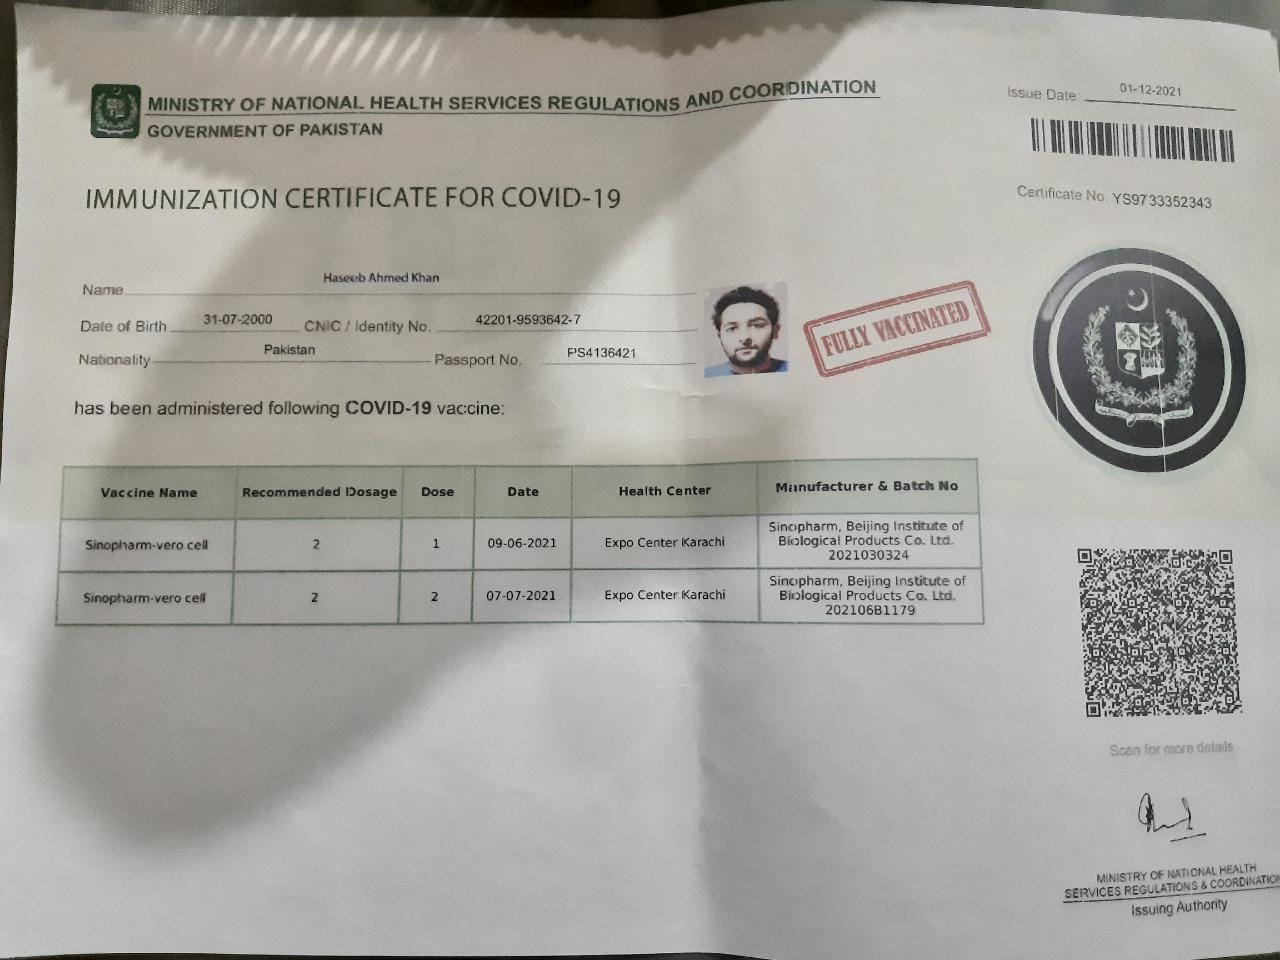 MINISTRY OF NATIONAL HEALTH SERVICES REGULATIONS AND COORDINATION
GOVERNMENT OF PAKISTAN
Issue Date: 01-12-2021
Certificate No. YS9733352343
IMMUNIZATION CERTIFICATE FOR COVID-19
Name Haseeb Ahmed Khan
Date of Birth 31-07-2000 CNIC / Identity No. 42201-9593642-7
Nationality Pakistan Passport No. PS4136421
FULLY VACCINATED
has been administered following COVID-19 vaccine:
Vaccine Name Recommended Dosage Dose Date Health Center Manufacturer & Batch No
Sinopharm-vero cell 2 1 09-06-2021 Expo Center Karachi Sinopharm, Beijing Institute of
Biological Products Co. Ltd.
2021030324
Sinopharm-vero cell 2 2 07-07-2021 Expo Center Karachi Sinopharm, Beijing Institute of
Biological Products Co. Ltd.
202106B1179
Scan for more details
MINISTRY OF NATIONAL HEALTH
SERVICES REGULATIONS & COORDINATION
Issuing Authority